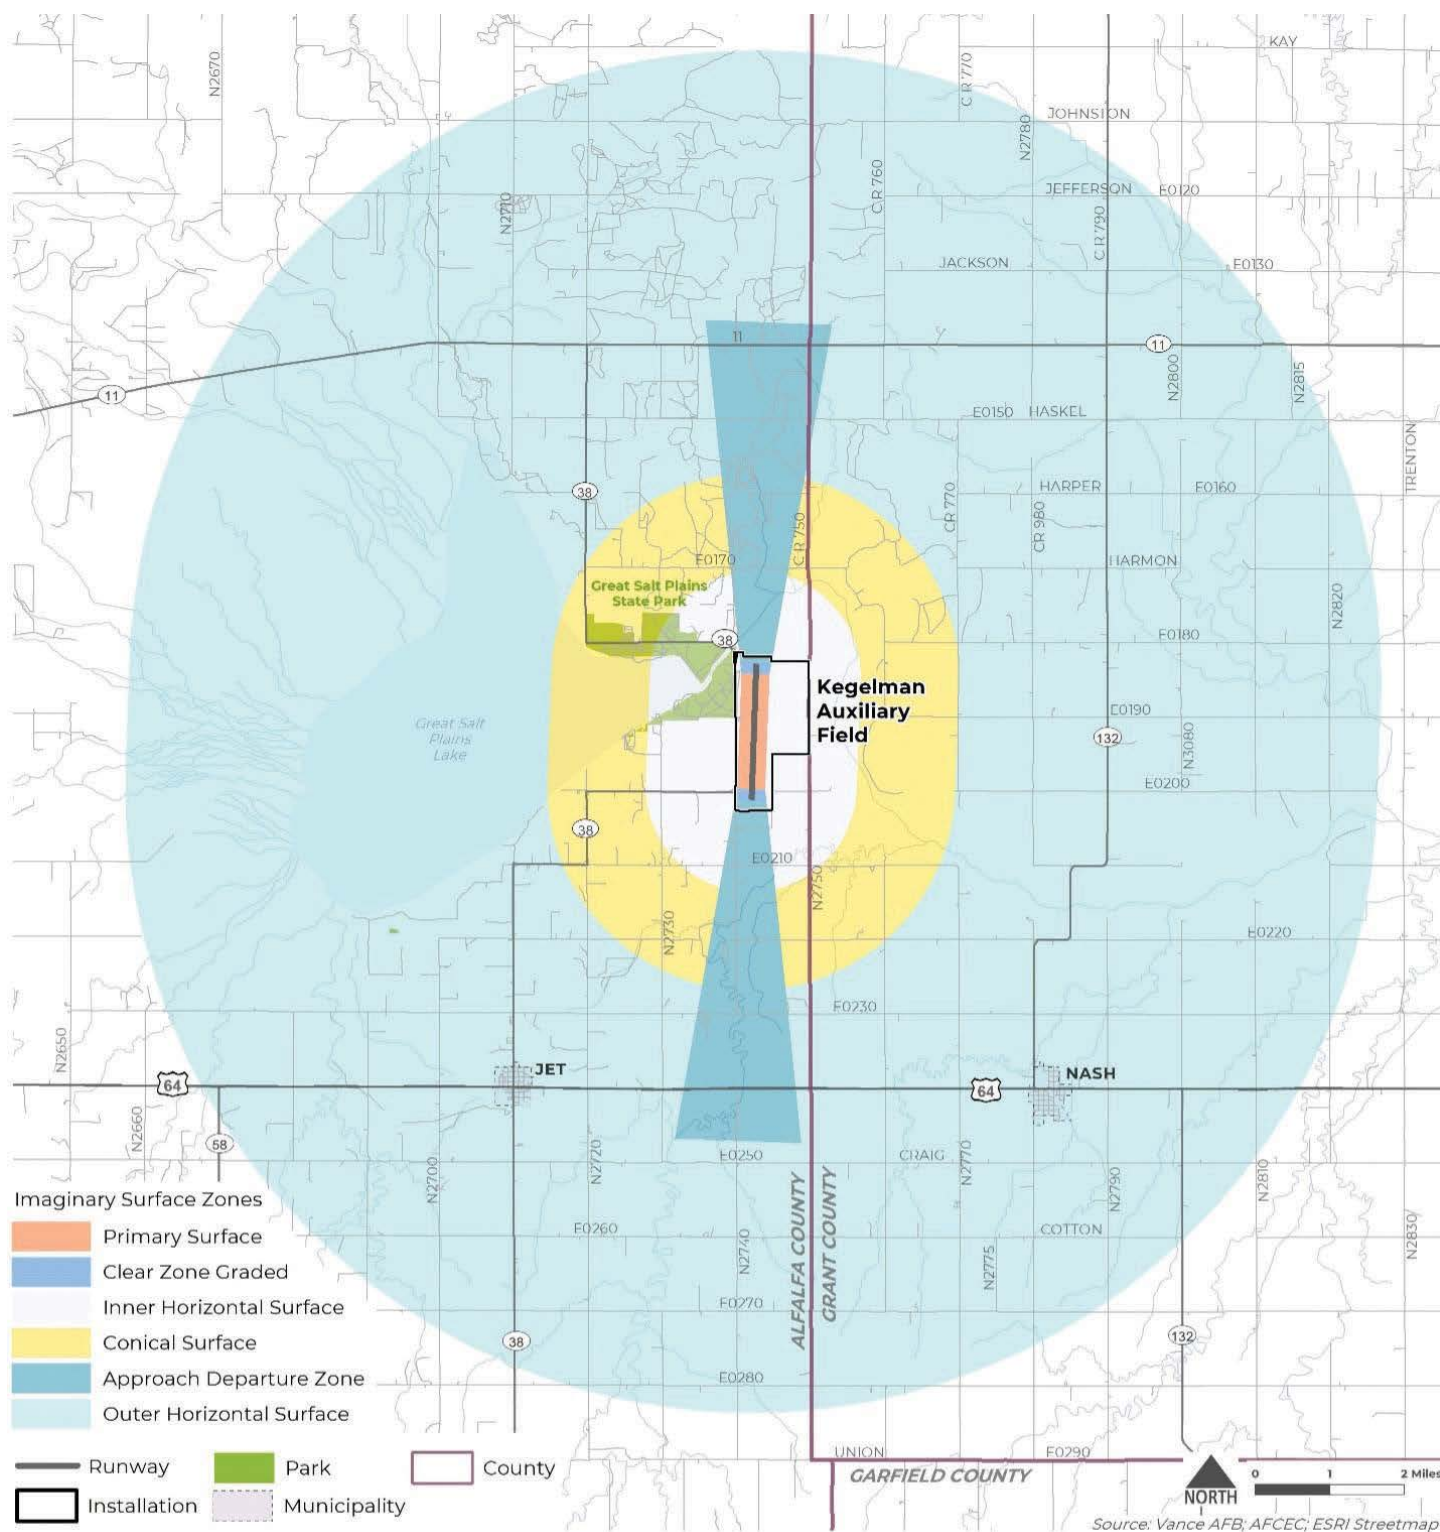 KAY
N2670
CR 770
JOHNSTON
N2780
CR 760
JEFFERSON
E0120
N2710
CR 790
JACKSON
E0130
11
11
11
N2800
N2815
E0150
HASKEL
TRENTON
38
HARPER
E0160
CR 770
CR 980
CR 750
E0170
HARMON
Great Salt Plains
State Park
N2820
38
E0180
Kegelman
Auxiliary
Field
E0190
Great Salt
Plains
Lake
132
N3080
E0200
38
E0210
N2750
N2730
E0220
E0230
N2650
JET
NASH
64
64
N2660
58
E0250
CRAIG
N2700
N2720
N2770
N2790
N2810
ALFALFA COUNTY
GRANT COUNTY
E0260
COTTON
N2740
N2775
N2830
E0270
38
132
E0280
UNION
E0290
GARFIELD COUNTY
Imaginary Surface Zones
Primary Surface
Clear Zone Graded
Inner Horizontal Surface
Conical Surface
Approach Departure Zone
Outer Horizontal Surface
Runway
Park
County
Installation
Municipality
NORTH
0 1 2 Miles
Source: Vance AFB; AFCEC; ESRI Streetmap